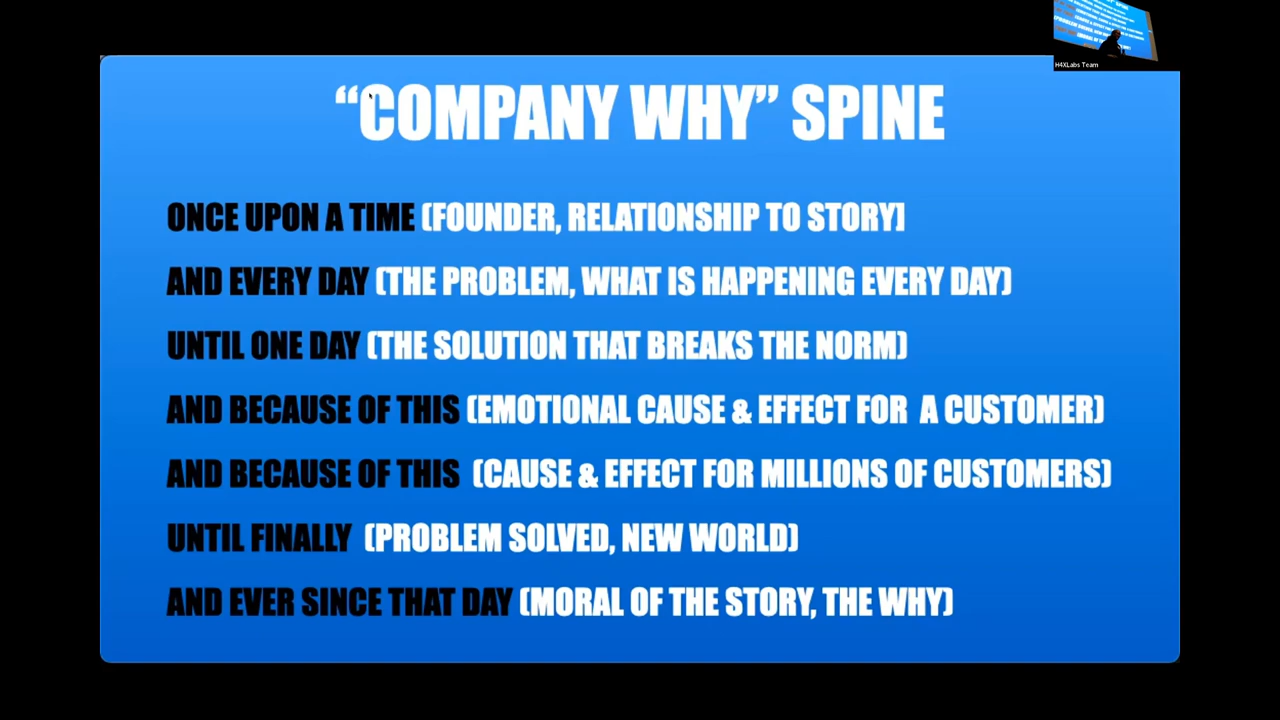 “COMPANY WHY” SPINE
ONCE UPON A TIME (FOUNDER, RELATIONSHIP TO STORY]
AND EVERY DAY (THE PROBLEM, WHAT IS HAPPENING EVERY DAY)
UNTIL ONE DAY (THE SOLUTION THAT BREAKS THE NORM)
AND BECAUSE OF THIS (EMOTIONAL CAUSE & EFFECT FOR A CUSTOMER)
AND BECAUSE OF THIS (CAUSE & EFFECT FOR MILLIONS OF CUSTOMERS)
UNTIL FINALLY (PROBLEM SOLVED, NEW WORLD)
AND EVER SINCE THAT DAY (MORAL OF THE STORY, THE WHY)
H4XLabs Team